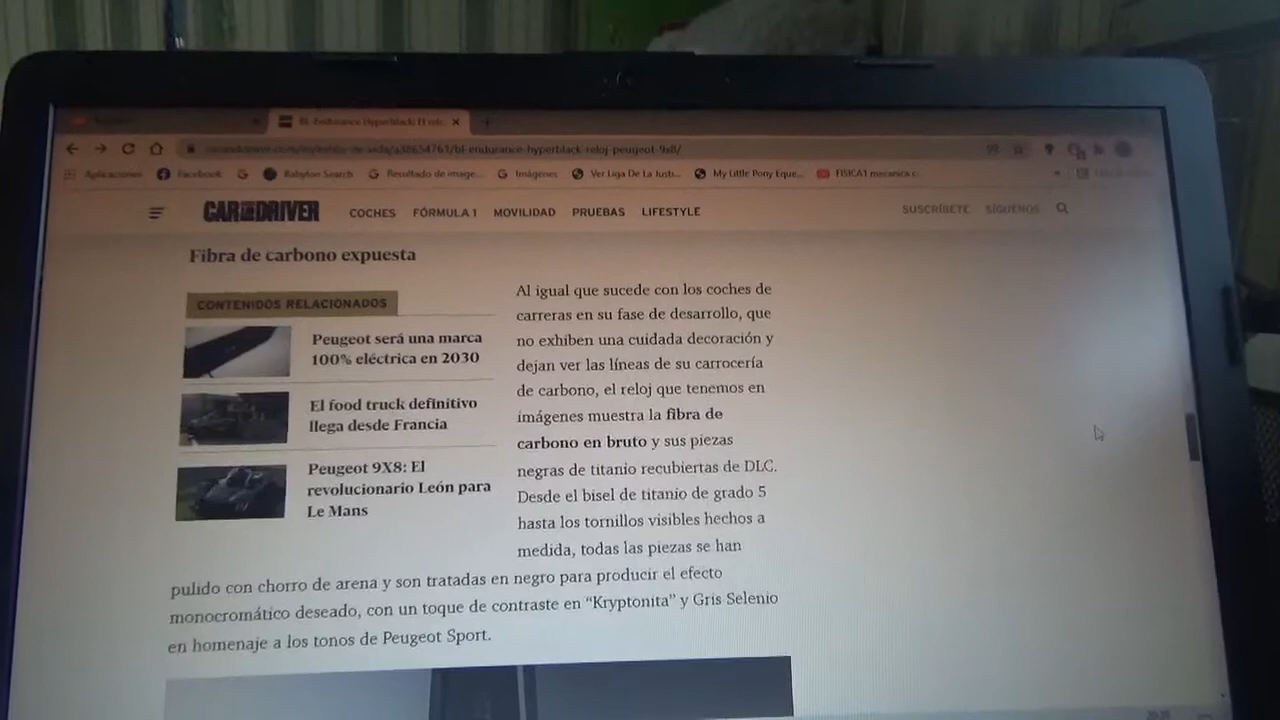 BL-Endurance Hyperblack: El reloj
/bl-endurance-hyperblack-reloj-peugeot-9x8/
Aplicaciones Facebook Babylon Search Resultado de image... Imágenes Ver Liga De La Justi... My Little Pony Eque... FISICA1 mecanica c..
CAR AND DRIVER COCHES FÓRMULA 1 MOVILIDAD PRUEBAS LIFESTYLE SUSCRÍBETE SÍGUENOS
Fibra de carbono expuesta
CONTENIDOS RELACIONADOS
Peugeot será una marca
100% eléctrica en 2030
El food truck definitivo
llega desde Francia
Peugeot 9X8: El
revolucionario León para
Le Mans
Al igual que sucede con los coches de
carreras en su fase de desarrollo, que
no exhiben una cuidada decoración y
dejan ver las líneas de su carrocería
de carbono, el reloj que tenemos en
imágenes muestra la fibra de
carbono en bruto y sus piezas
negras de titanio recubiertas de DLC.
Desde el bisel de titanio de grado 5
hasta los tornillos visibles hechos a
medida, todas las piezas se han
pulido con chorro de arena y son tratadas en negro para producir el efecto
monocromático deseado, con un toque de contraste en “Kryptonita” y Gris Selenio
en homenaje a los tonos de Peugeot Sport.